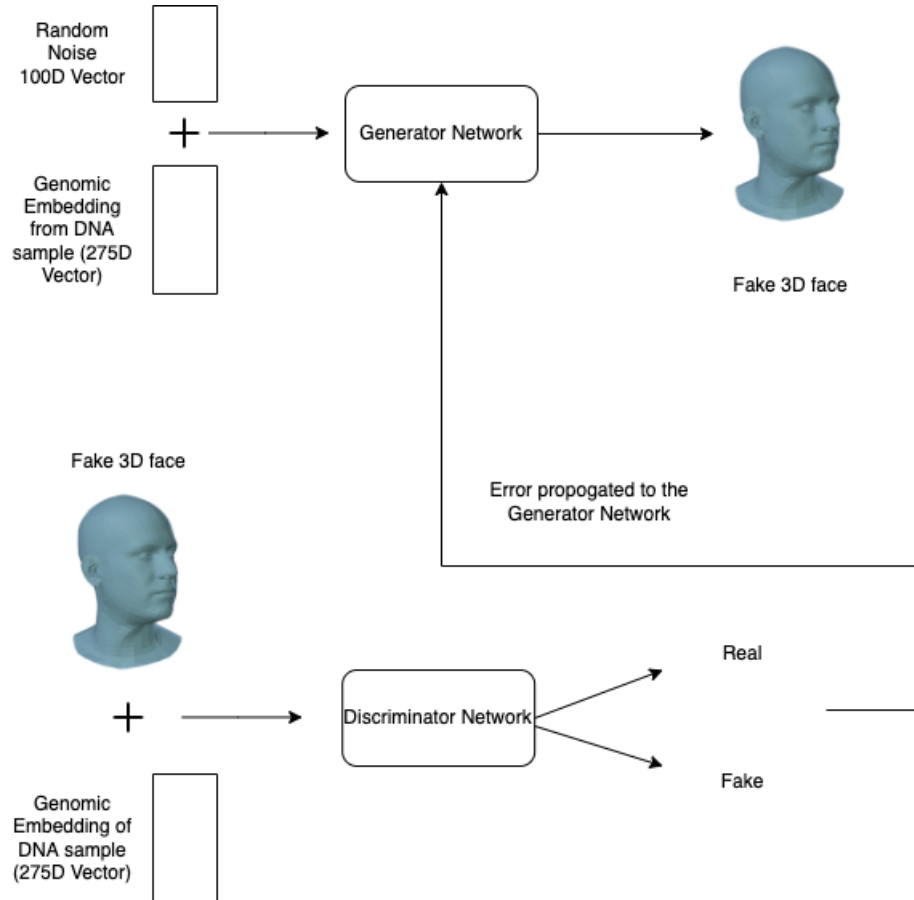 Random
Noise
100D Vector
Generator Network
Genomic
Embedding
from DNA
sample (275D
Vector)
Fake 3D face
Fake 3D face
Error propogated to the
Generator Network
Real
Discriminator Network
Fake
Genomic
Embedding of
DNA sample
(275D Vector)